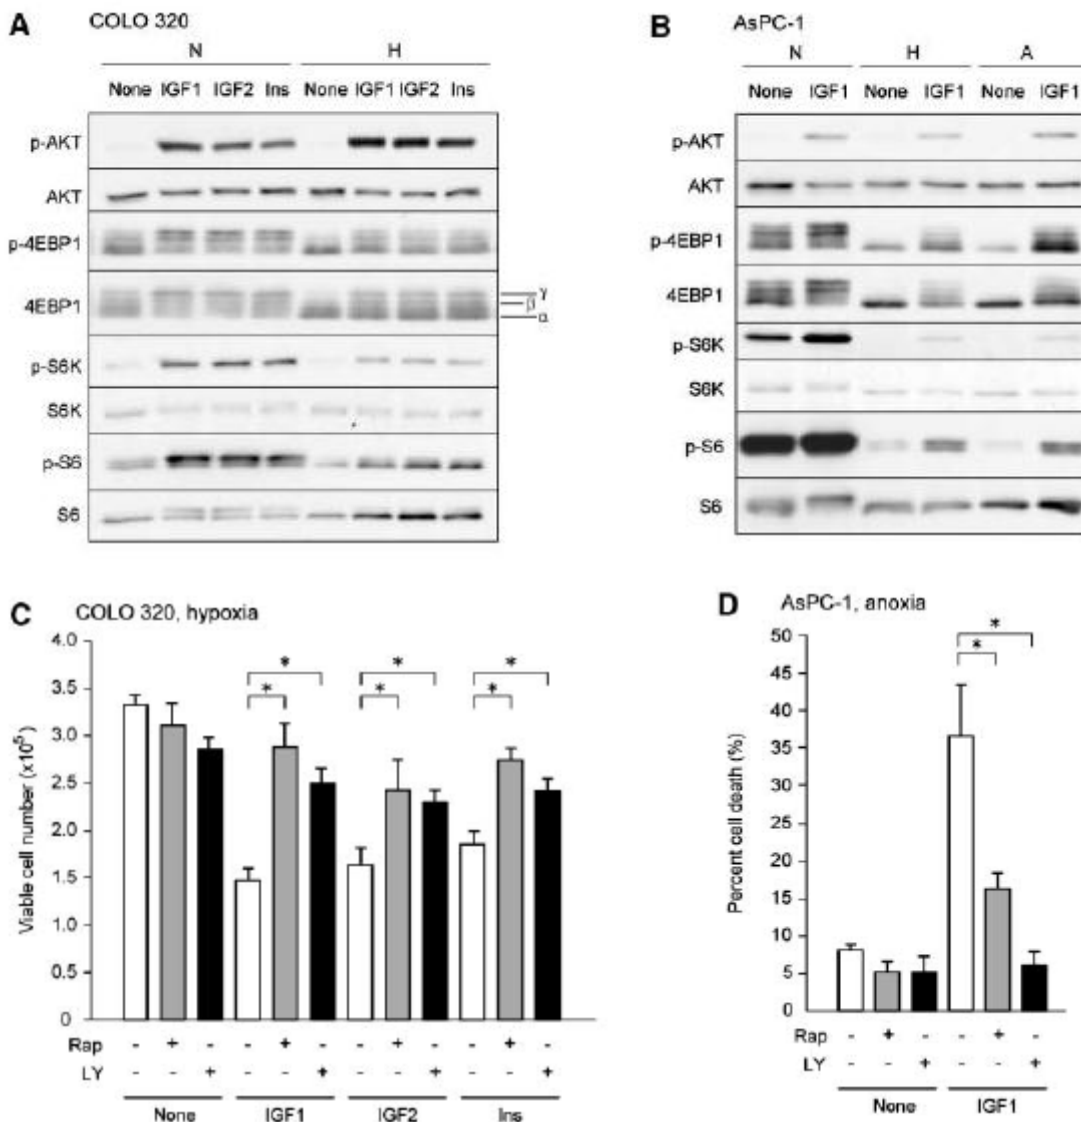 A COLO 320
N H
None IGF1 IGF2 Ins None IGF1 IGF2 Ins
p-AKT
AKT
p-4EBP1
4EBP1
γ
β
α
p-S6K
S6K
p-S6
S6
B AsPC-1
N H A
None IGF1 None IGF1 None IGF1
p-AKT
AKT
p-4EBP1
4EBP1
p-S6K
S6K
p-S6
S6
C COLO 320, hypoxia
Viable cell number (x10⁵)
4.0
3.5
3.0
2.5
2.0
1.5
1.0
0.5
0
* * * * * *
Rap - + - - + - - + - - + -
LY - - + - - + - - + - - +
None IGF1 IGF2 Ins
D AsPC-1, anoxia
Percent cell death (%)
50
45
40
35
30
25
20
15
10
5
0
* *
Rap - + - - + -
LY - - + - - +
None IGF1